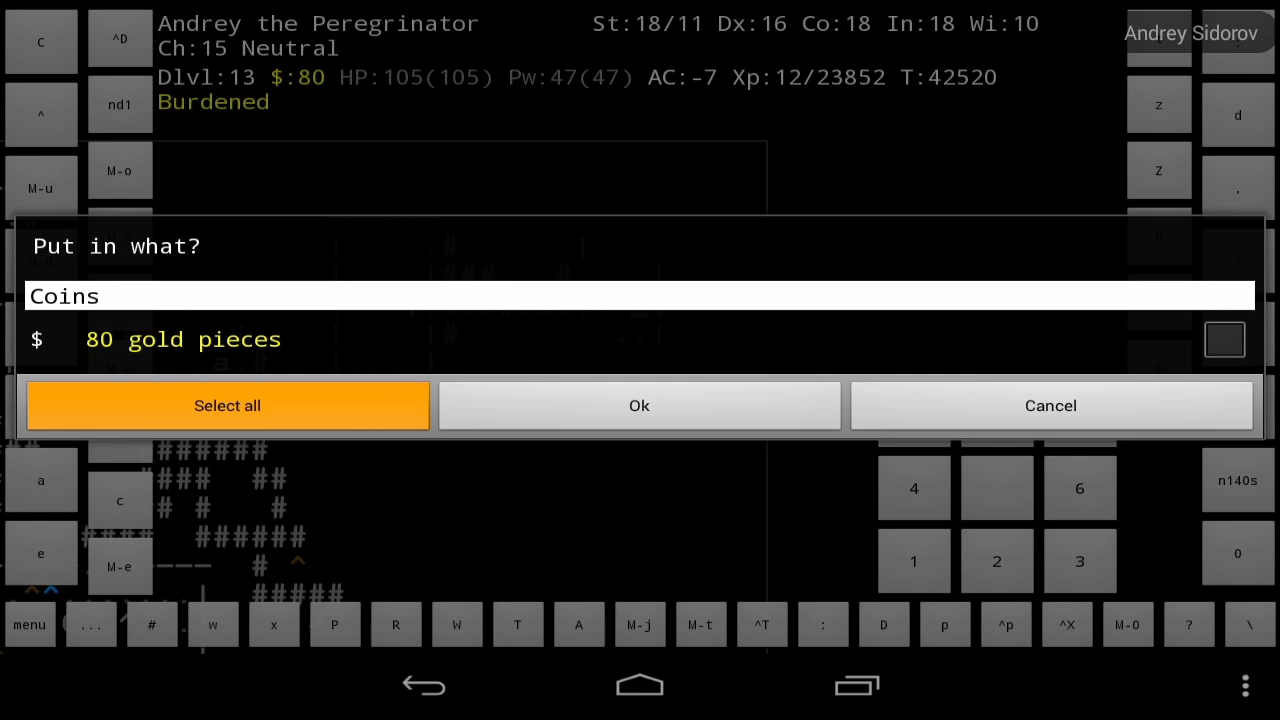 Andrey the Peregrinator St:18/11 Dx:16 Co:18 In:18 Wi:10
Ch:15 Neutral
Dlvl:13 $:80 HP:105(105) Pw:47(47) AC:-7 Xp:12/23852 T:42520
Burdened
Andrey Sidorov
c
^D
^
nd1
z
d
M-u
M-o
Z
,
Put in what?
Coins
$ 80 gold pieces
Select all
Ok
Cancel
a
c
4
6
n140s
e
M-e
1
2
3
0
menu
...
#
w
x
P
R
W
T
A
M-j
M-t
^T
:
D
p
^p
^X
M-O
?
\